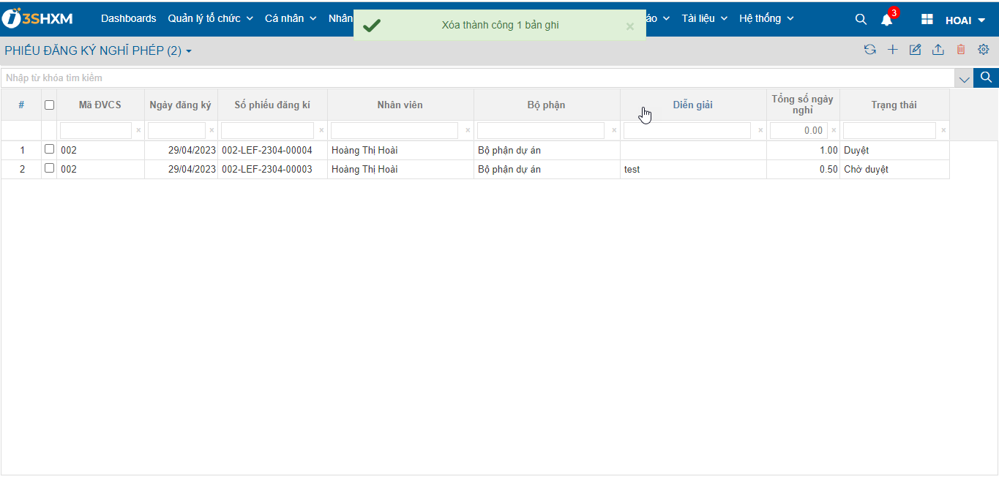 3SHXM Dashboards Quản lý tổ chức Cá nhân Nhân Tài liệu Hệ thống 3 HOAI
Xóa thành công 1 bản ghi ×
PHIẾU ĐĂNG KÝ NGHỈ PHÉP (2)
Nhập từ khóa tìm kiếm
# Mã ĐVCS Ngày đăng ký Số phiếu đăng kí Nhân viên Bộ phận Diễn giải Tổng số ngày nghỉ Trạng thái
× × × × × × 0.00 × ×
1 002 29/04/2023 002-LEF-2304-00004 Hoàng Thị Hoài Bộ phận dự án 1.00 Duyệt
2 002 29/04/2023 002-LEF-2304-00003 Hoàng Thị Hoài Bộ phận dự án test 0.50 Chờ duyệt